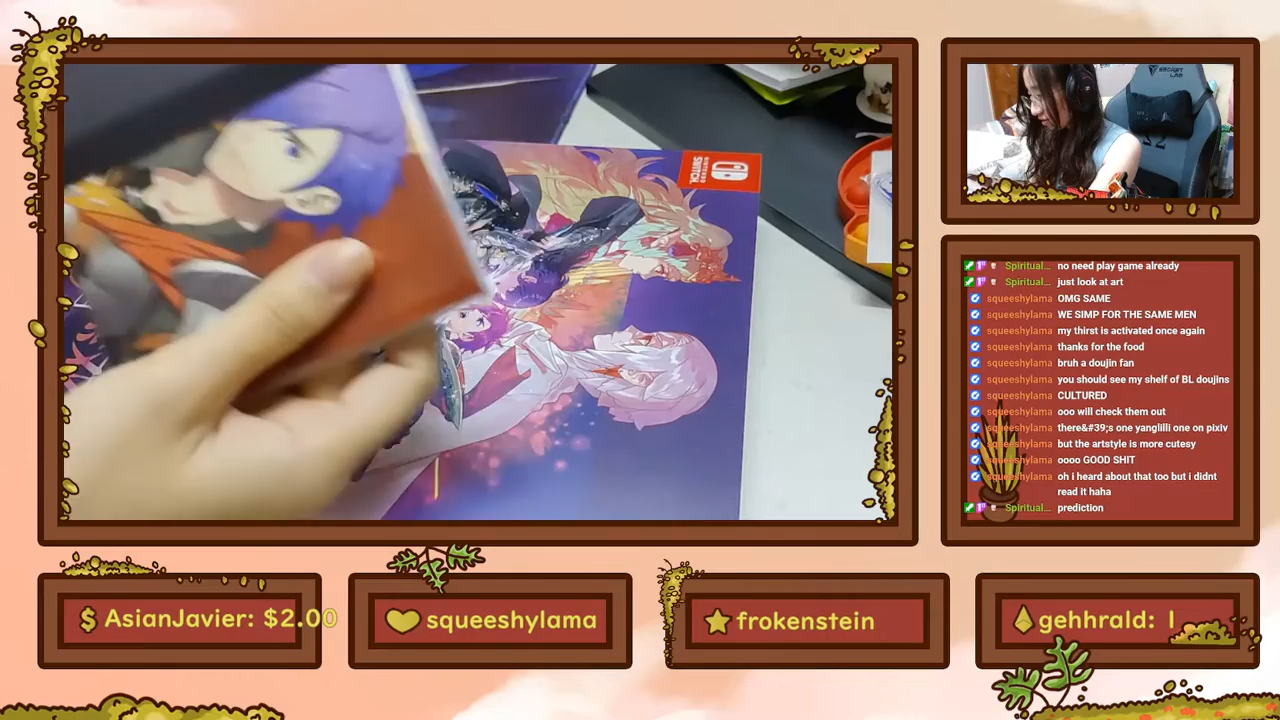 NINTENDO
SWITCH
SECRET
LAB
Spiritual... no need play game already
Spiritual... just look at art
squeeshylama OMG SAME
squeeshylama WE SIMP FOR THE SAME MEN
squeeshylama my thirst is activated once again
squeeshylama thanks for the food
squeeshylama bruh a doujin fan
squeeshylama you should see my shelf of BL doujins
squeeshylama CULTURED
squeeshylama ooo will check them out
squeeshylama there&#39;s one yanglilli one on pixiv
squeeshylama but the artstyle is more cutesy
squeeshylama oooo GOOD SHIT
squeeshylama oh i heard about that too but i didnt
read it haha
Spiritual... prediction
$ AsianJavier: $2.00
squeeshylama
frokenstein
gehhrald: 1